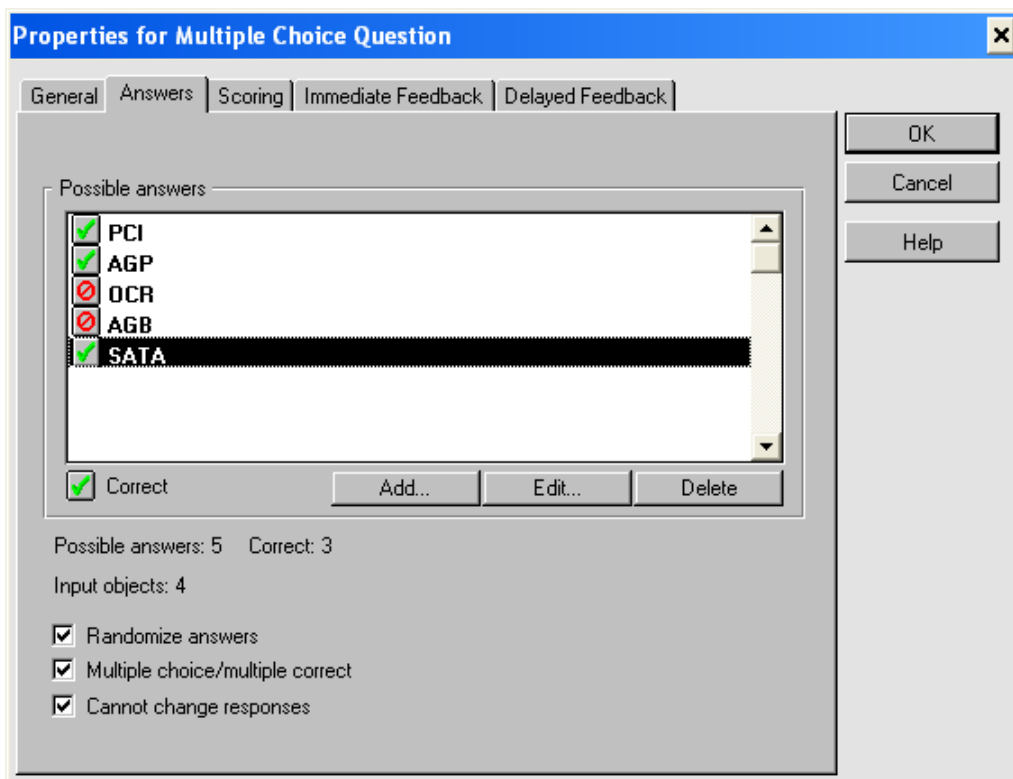 Properties for Multiple Choice Question
General Answers Scoring Immediate Feedback Delayed Feedback
OK
Cancel
Help
Possible answers
PCI
AGP
OCR
AGB
SATA
Correct Add... Edit... Delete
Possible answers: 5 Correct: 3
Input objects: 4
Randomize answers
Multiple choice/multiple correct
Cannot change responses